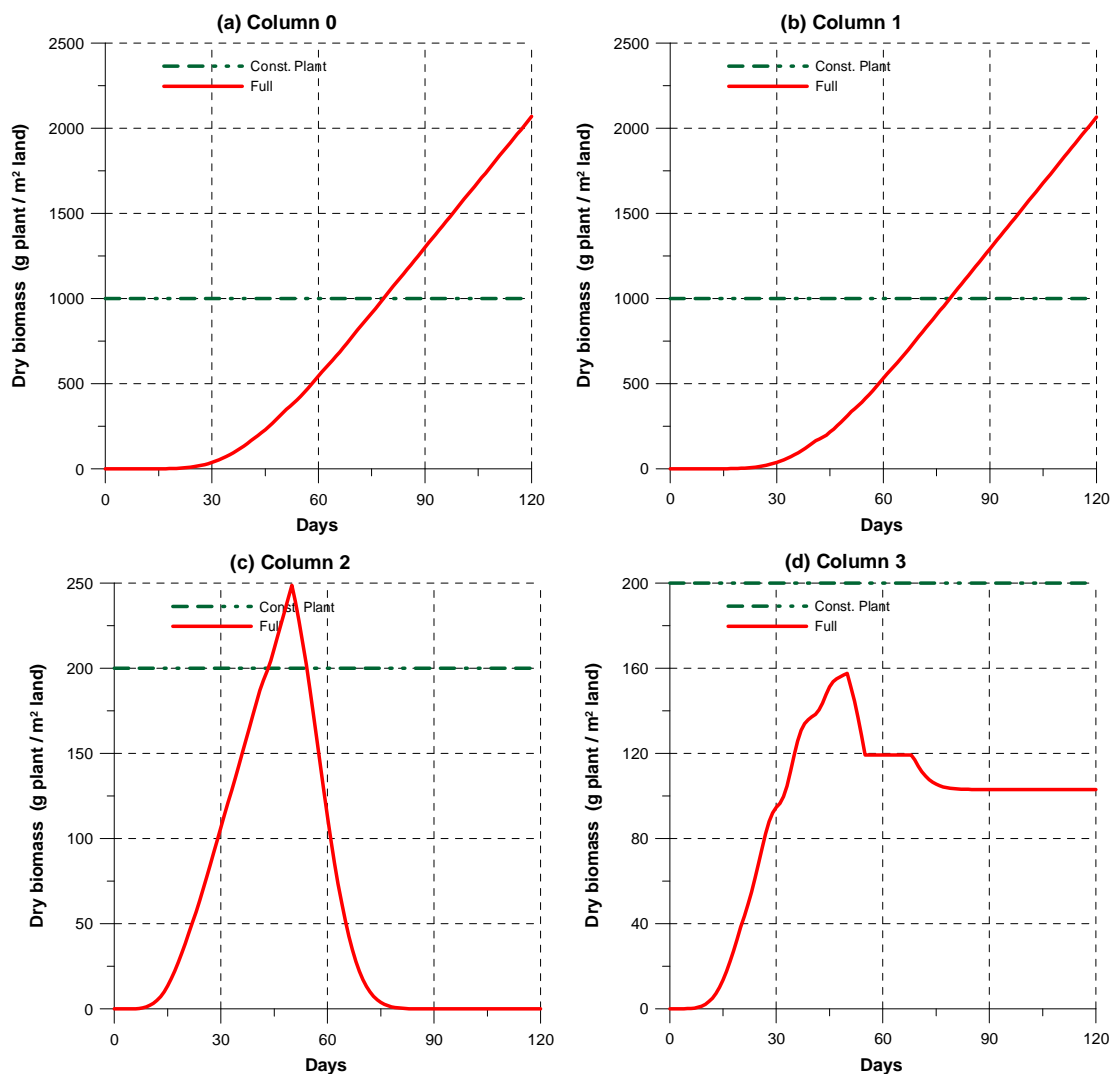 (a) Column 0
2500
2000
1500
1000
500
0
Const. Plant
Full
Dry biomass (g plant / m² land)
0 30 60 90 120
Days
(b) Column 1
2500
2000
1500
1000
500
0
Const. Plant
Full
Dry biomass (g plant / m² land)
0 30 60 90 120
Days
(c) Column 2
250
200
150
100
50
0
Const. Plant
Full
Dry biomass (g plant / m² land)
0 30 60 90 120
Days
(d) Column 3
200
160
120
80
40
0
Const. Plant
Full
Dry biomass (g plant / m² land)
0 30 60 90 120
Days